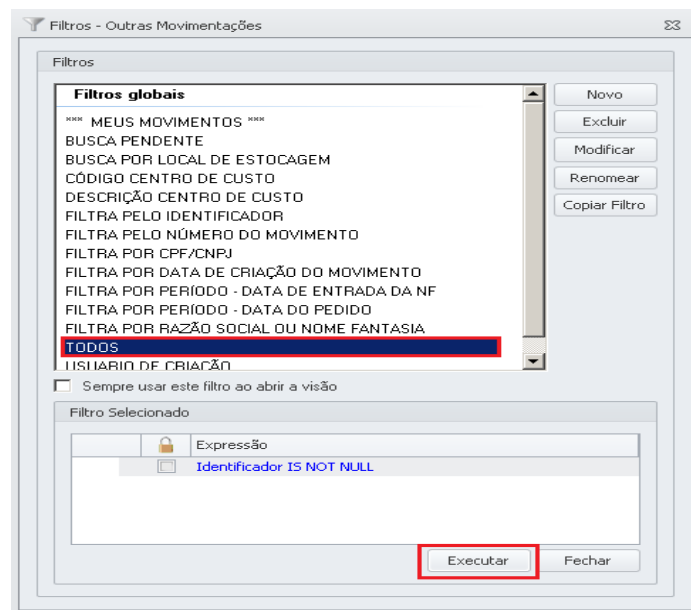 Filtros - Outras Movimentações
Filtros
Filtros globais
*** MEUS MOVIMENTOS ***
BUSCA PENDENTE
BUSCA POR LOCAL DE ESTOCAGEM
CÓDIGO CENTRO DE CUSTO
DESCRIÇÃO CENTRO DE CUSTO
FILTRA PELO IDENTIFICADOR
FILTRA PELO NÚMERO DO MOVIMENTO
FILTRA POR CPF/CNPJ
FILTRA POR DATA DE CRIAÇÃO DO MOVIMENTO
FILTRA POR PERÍODO - DATA DE ENTRADA DA NF
FILTRA POR PERÍODO - DATA DO PEDIDO
FILTRA POR RAZÃO SOCIAL OU NOME FANTASIA
TODOS
USUARIO DE CRIAÇÃO
Novo
Excluir
Modificar
Renomear
Copiar Filtro
Sempre usar este filtro ao abrir a visão
Filtro Selecionado
Expressão
Identificador IS NOT NULL
Executar
Fechar